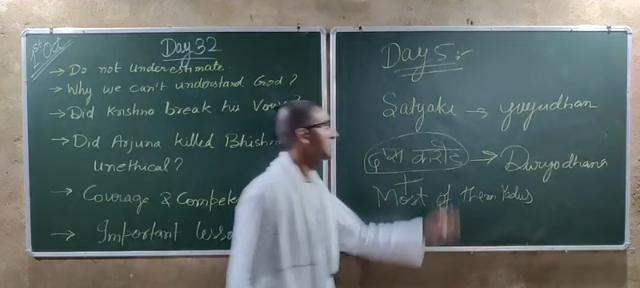 1st Oct
Day 32
→ Do not underestimate
→ Why we can't understand God?
→ Did Krishna break his Vow?
→ Did Arjuna killed Bhishm
Unethical?
→ Courage & Compete
→ Important lesso
Day 5:-
Satyaki → yuyudhan
करोड़ → Duryodhana
+
Most of them Yadus